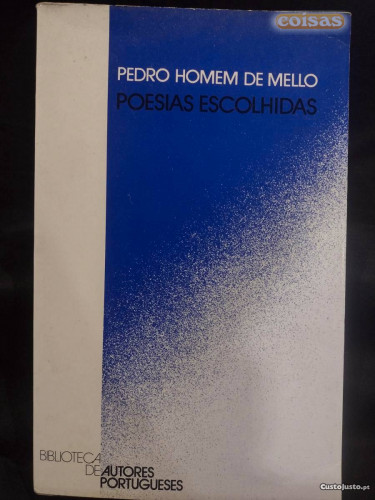 coisas
PEDRO HOMEM DE MELLO
POESIAS ESCOLHIDAS
BIBLIOTECA
DE AUTORES
PORTUGUESES
CustoJusto.pt